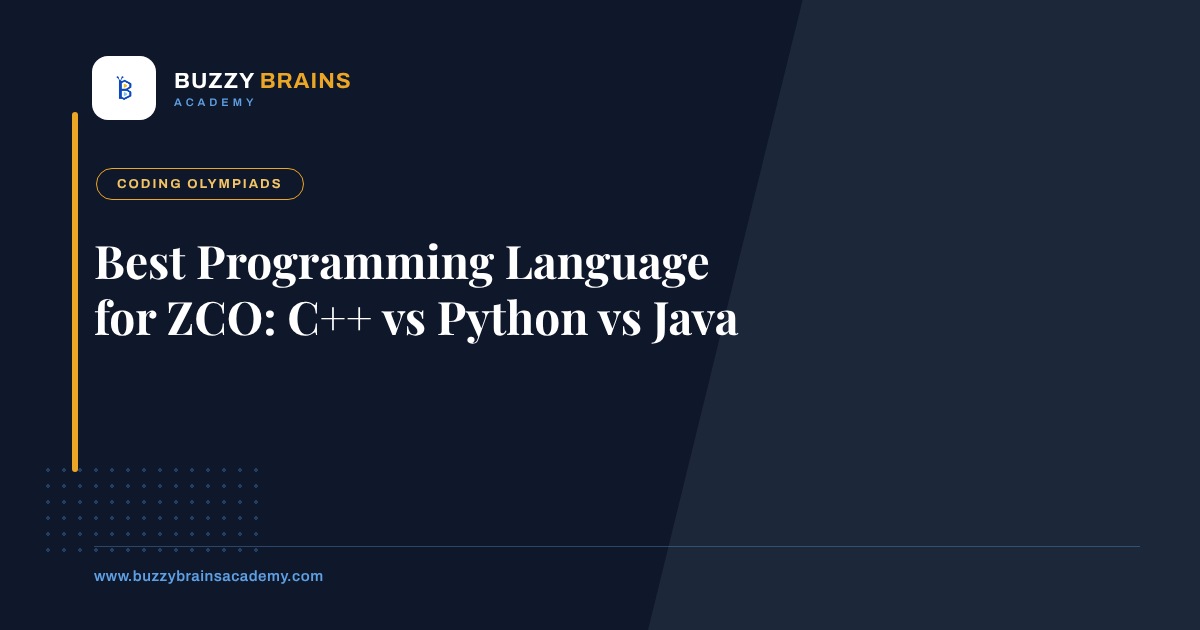 BUZZY BRAINS
ACADEMY
CODING OLYMPIADS
Best Programming Language
for ZCO: C++ vs Python vs Java
www.buzzybrainsacademy.com